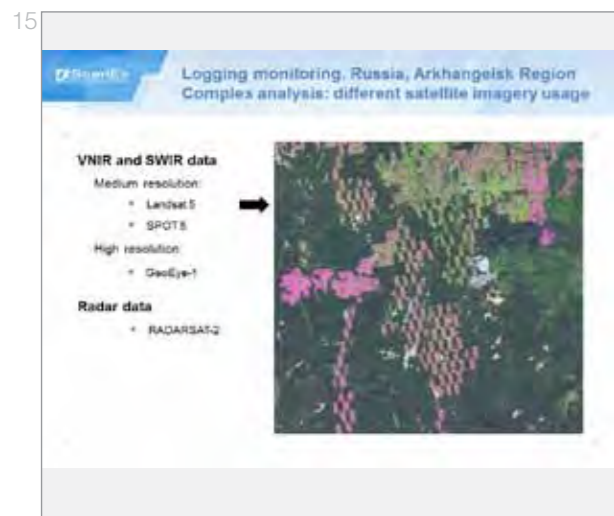 15
ScanEx
Logging monitoring. Russia, Arkhangelsk Region
Complex analysis: different satellite imagery usage
VNIR and SWIR data
Medium resolution:
• Landsat 5
• SPOT 5
High resolution:
• GeoEye-1
Radar data
• RADARSAT-2